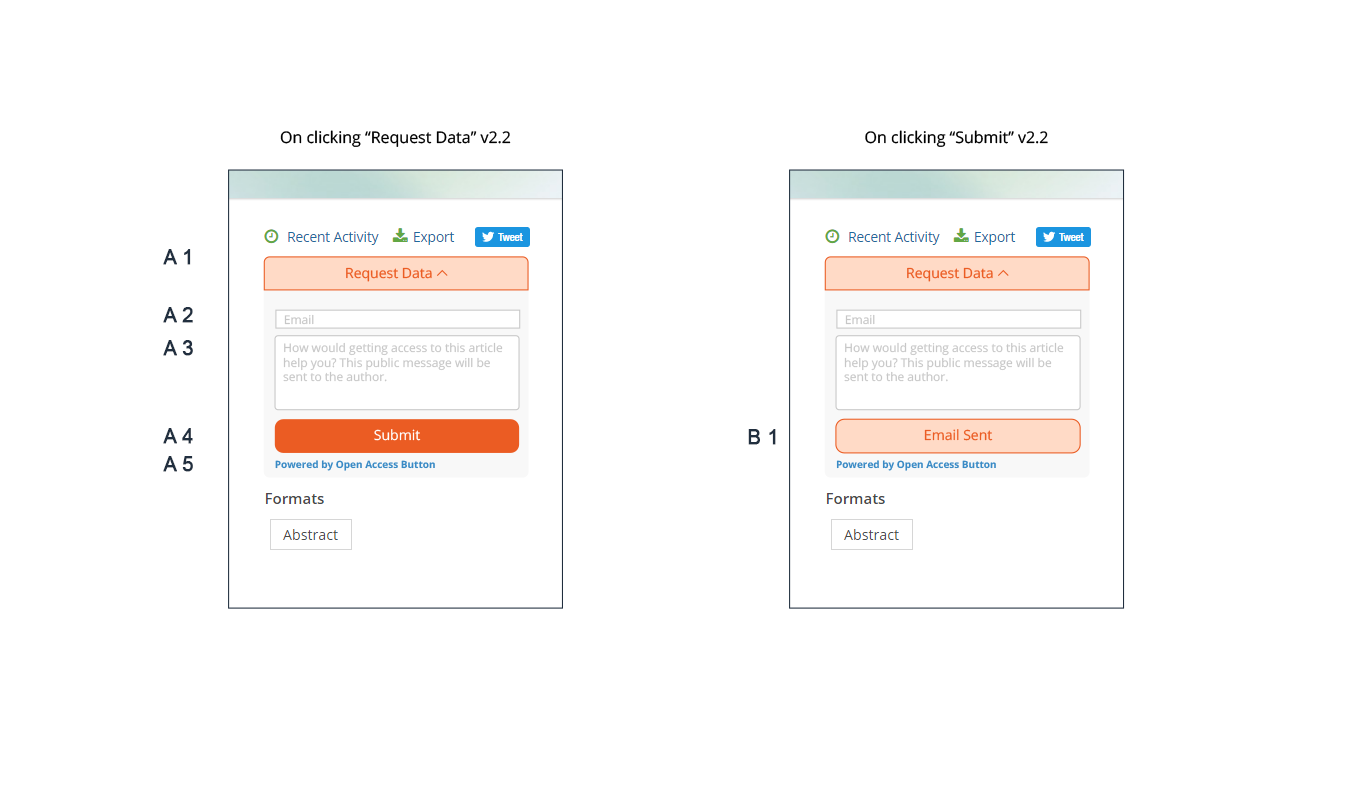 On clicking “Request Data” v2.2
A 1
Recent Activity Export Tweet
Request Data
A 2
Email
A 3
How would getting access to this article
help you? This public message will be
sent to the author.
A 4
Submit
A 5
Powered by Open Access Button
Formats
Abstract
On clicking “Submit” v2.2
Recent Activity Export Tweet
Request Data
Email
How would getting access to this article
help you? This public message will be
sent to the author.
B 1
Email Sent
Powered by Open Access Button
Formats
Abstract